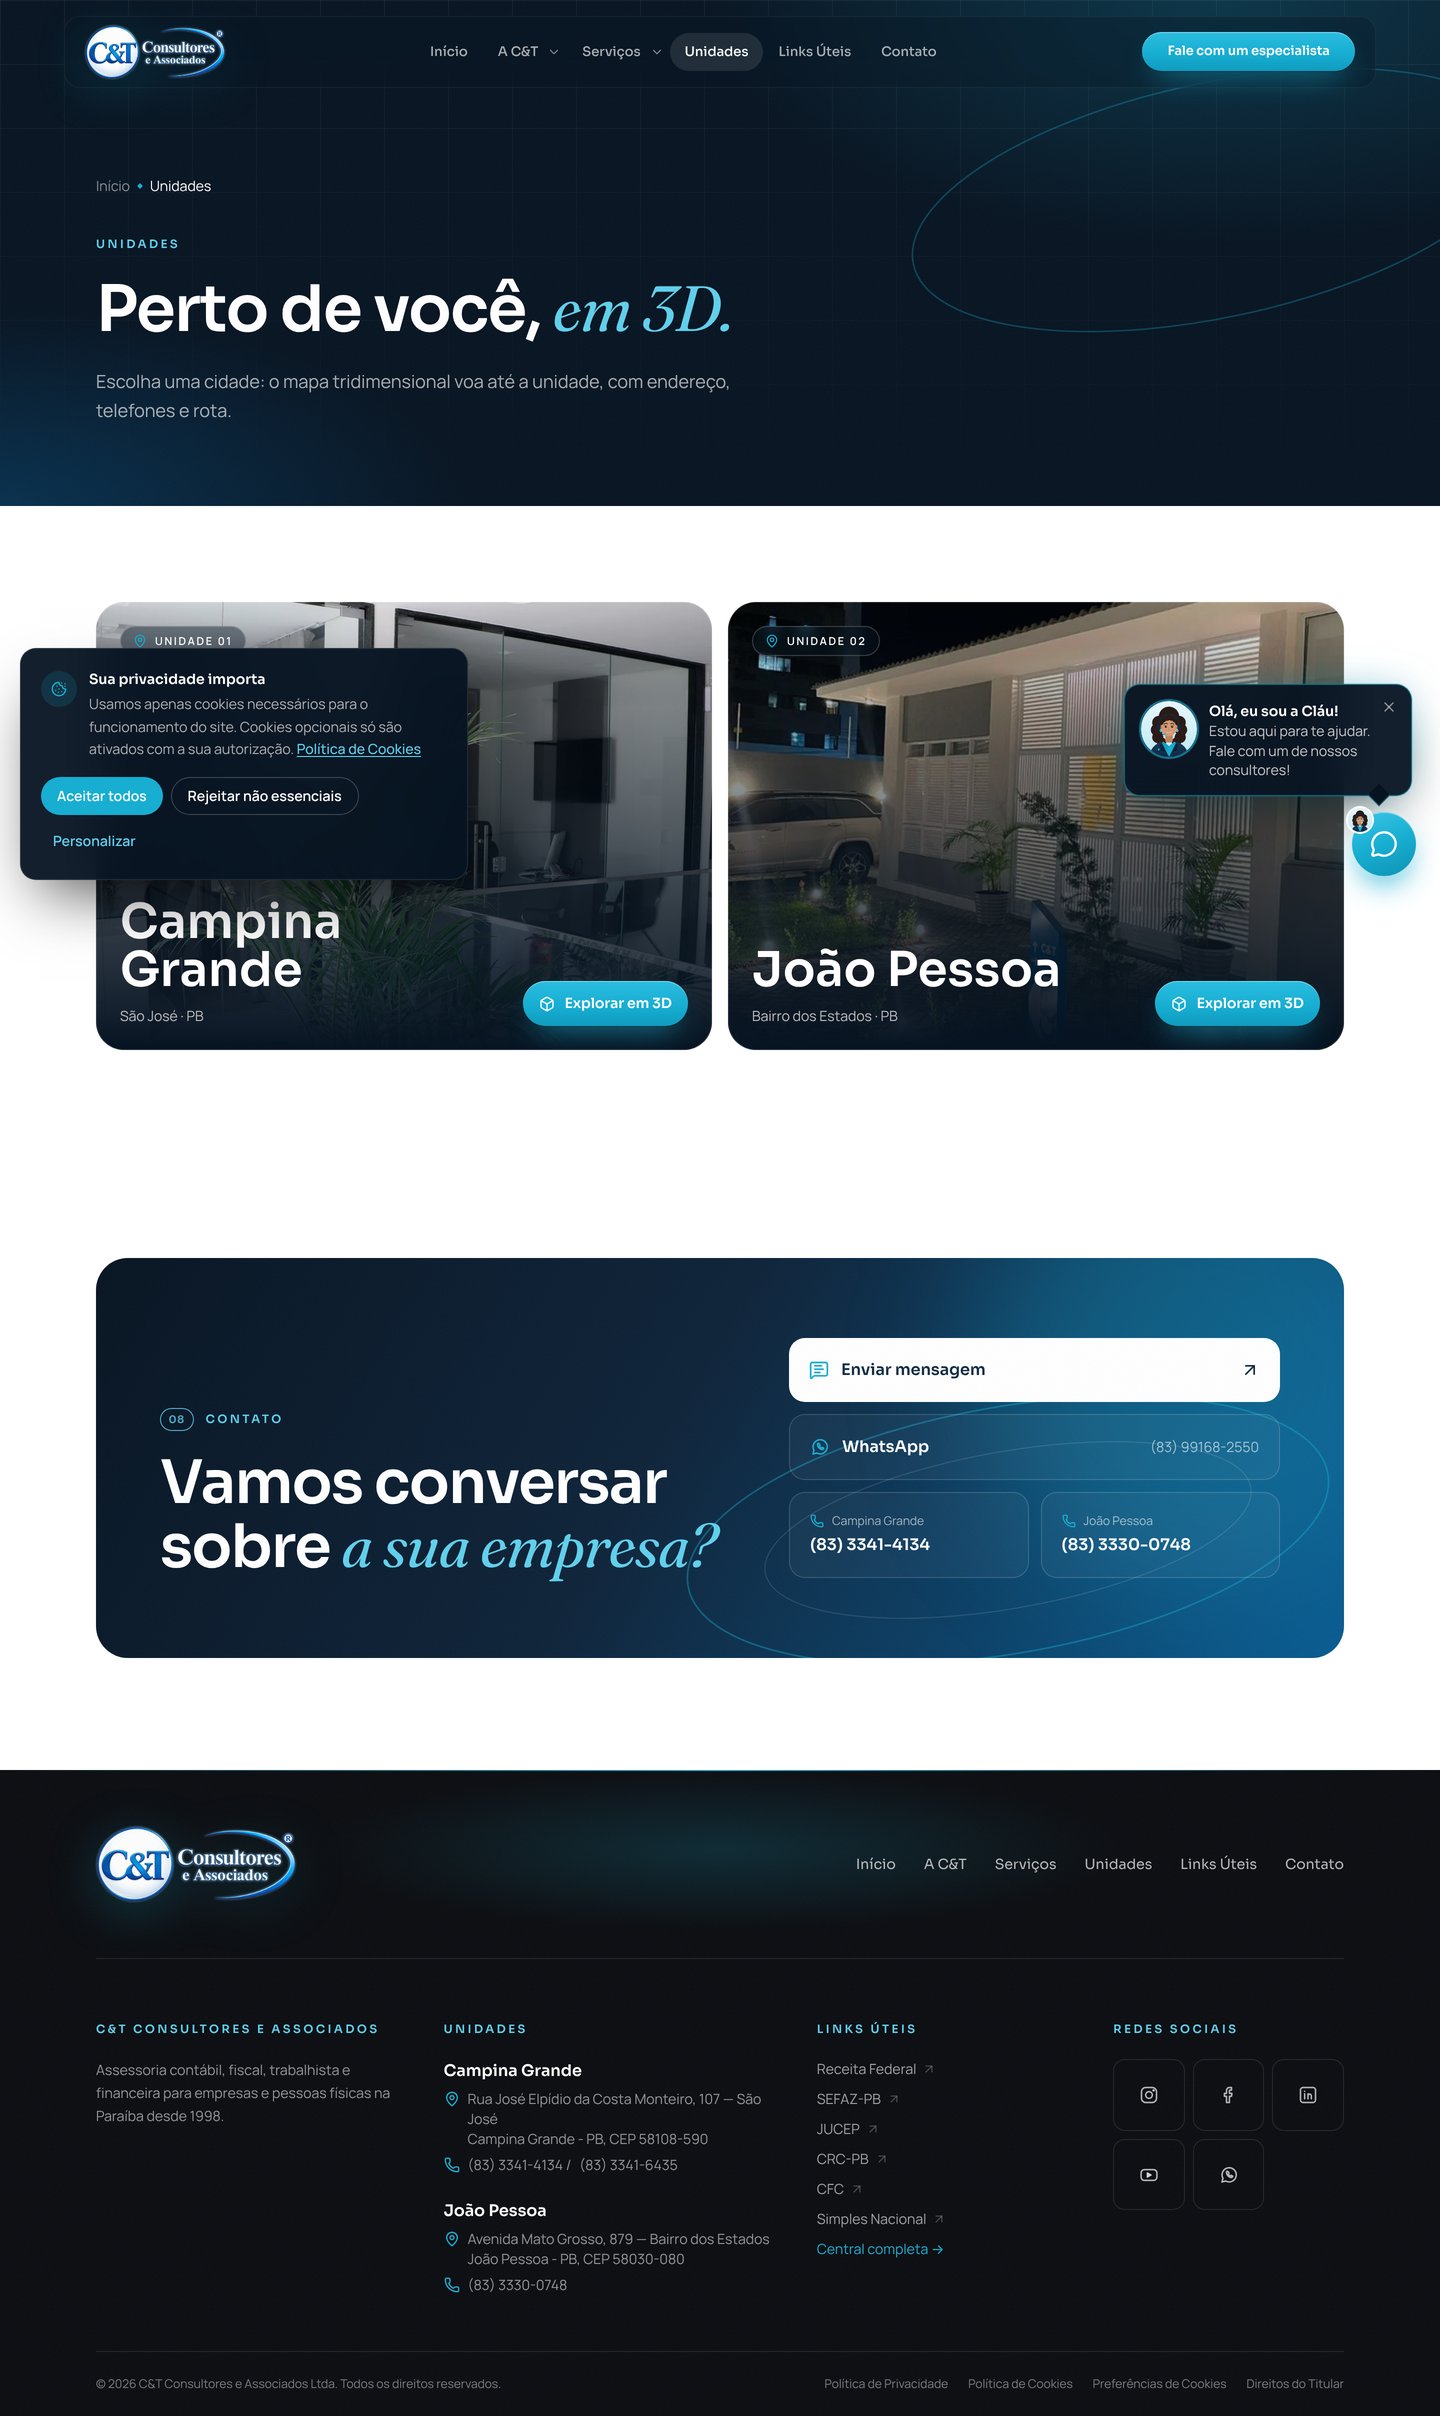 C&T Consultores ®
e Associados
Início A C&T Serviços Unidades Links Úteis Contato
Fale com um especialista
Início • Unidades
UNIDADES
Perto de você, em 3D.
Escolha uma cidade: o mapa tridimensional voa até a unidade, com endereço,
telefones e rota.
UNIDADE 01
Sua privacidade importa
Usamos apenas cookies necessários para o
funcionamento do site. Cookies opcionais só são
ativados com a sua autorização. Política de Cookies
Aceitar todos Rejeitar não essenciais
Personalizar
Campina
Grande
São José · PB
Explorar em 3D
UNIDADE 02
Olá, eu sou a Cláu!
Estou aqui para te ajudar.
Fale com um de nossos
consultores!
João Pessoa
Bairro dos Estados · PB
Explorar em 3D
08 CONTATO
Vamos conversar
sobre a sua empresa?
Enviar mensagem
WhatsApp (83) 99168-2550
Campina Grande
(83) 3341-4134
João Pessoa
(83) 3330-0748
C&T Consultores ®
e Associados
Início A C&T Serviços Unidades Links Úteis Contato
C&T CONSULTORES E ASSOCIADOS
Assessoria contábil, fiscal, trabalhista e
financeira para empresas e pessoas físicas na
Paraíba desde 1998.
UNIDADES
Campina Grande
Rua José Elpídio da Costa Monteiro, 107 — São
José
Campina Grande - PB, CEP 58108-590
(83) 3341-4134 / (83) 3341-6435
João Pessoa
Avenida Mato Grosso, 879 — Bairro dos Estados
João Pessoa - PB, CEP 58030-080
(83) 3330-0748
LINKS ÚTEIS
Receita Federal
SEFAZ-PB
JUCEP
CRC-PB
CFC
Simples Nacional
Central completa →
REDES SOCIAIS
© 2026 C&T Consultores e Associados Ltda. Todos os direitos reservados.
Política de Privacidade Política de Cookies Preferências de Cookies Direitos do Titular